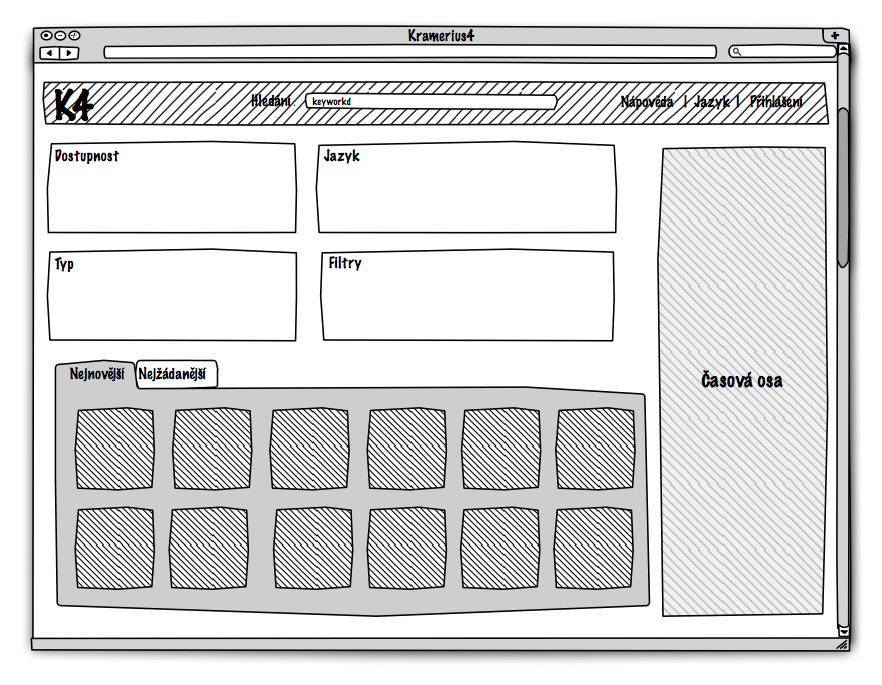 Kramerius4
K4
Hledání.
keyworkd
Nápověda | Jazyk | Přihlášení
Dostupnost
Jazyk
Typ
Filtry
Nejnovější
Nejžádanější
Časová osa